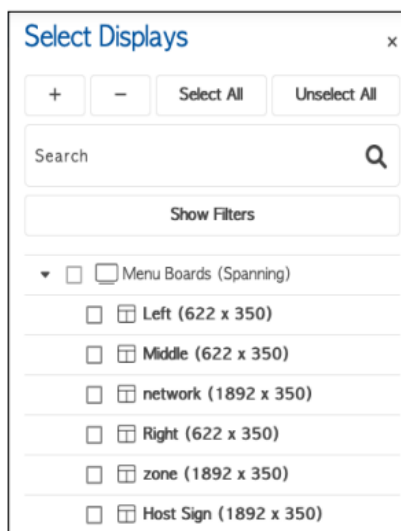 Select Displays ×
+ − Select All Unselect All
Search
Show Filters
Menu Boards (Spanning)
Left (622 x 350)
Middle (622 x 350)
network (1892 x 350)
Right (622 x 350)
zone (1892 x 350)
Host Sign (1892 x 350)